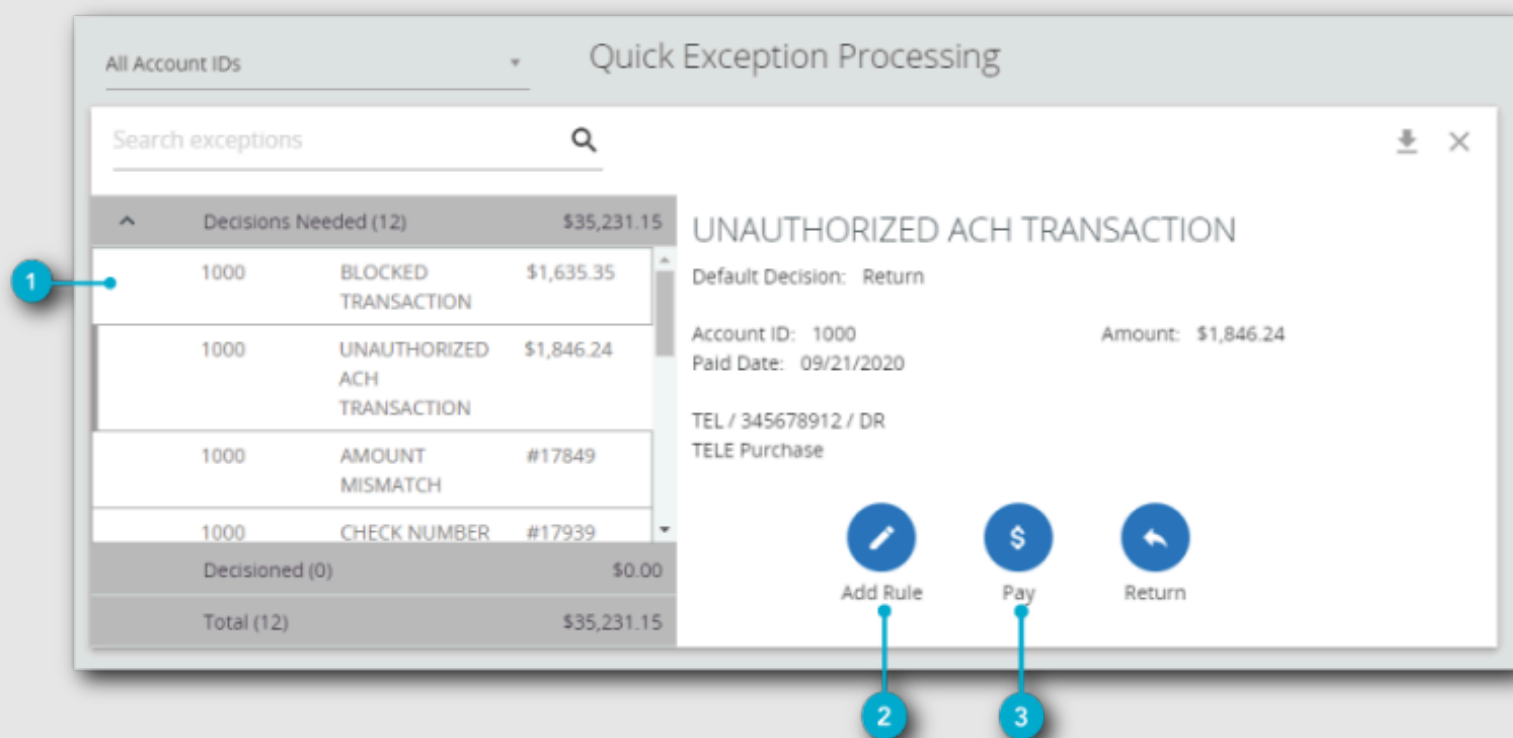 All Account IDs
Quick Exception Processing
Search exceptions
Decisions Needed (12) $35,231.15
1
1000 BLOCKED $1,635.35
TRANSACTION
1000 UNAUTHORIZED $1,846.24
ACH
TRANSACTION
1000 AMOUNT #17849
MISMATCH
1000 CHECK NUMBER #17939
Decisioned (0) $0.00
Total (12) $35,231.15
UNAUTHORIZED ACH TRANSACTION
Default Decision: Return
Account ID: 1000 Amount: $1,846.24
Paid Date: 09/21/2020
TEL / 345678912 / DR
TELE Purchase
$
Add Rule Pay Return
2 3